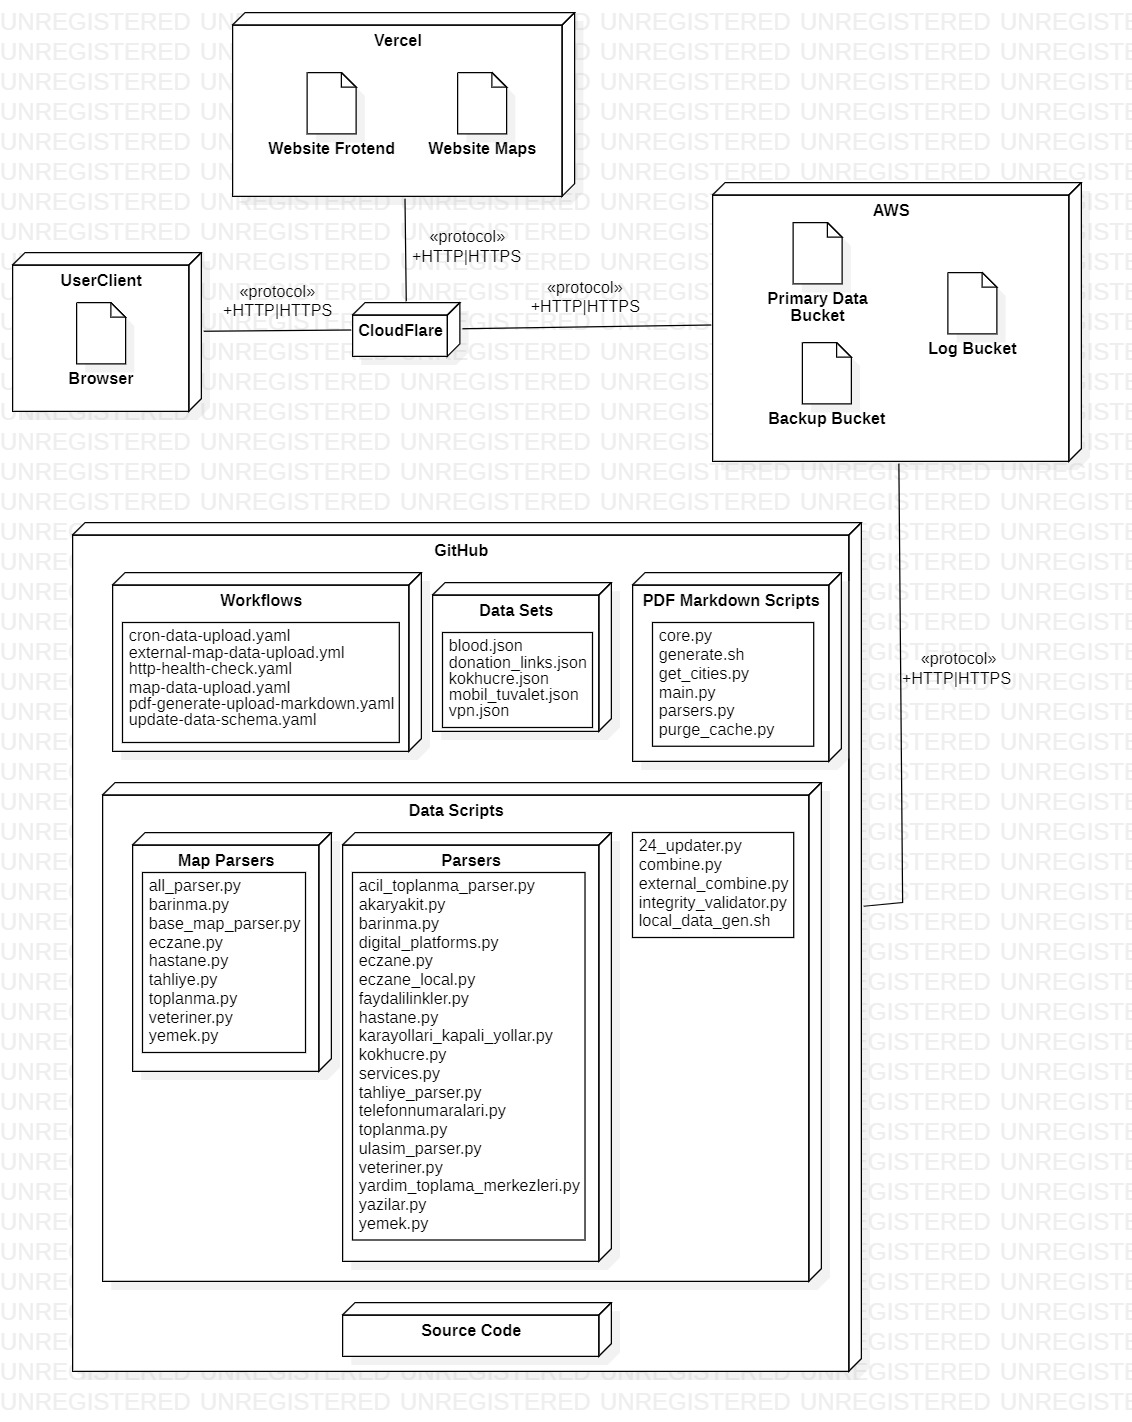 Vercel
Website Frotend
Website Maps
«protocol»
+HTTP|HTTPS
AWS
Primary Data
Bucket
Log Bucket
Backup Bucket
UserClient
Browser
«protocol»
+HTTP|HTTPS
CloudFlare
«protocol»
+HTTP|HTTPS
«protocol»
+HTTP|HTTPS
GitHub
Workflows
cron-data-upload.yaml
external-map-data-upload.yml
http-health-check.yaml
map-data-upload.yaml
pdf-generate-upload-markdown.yaml
update-data-schema.yaml
Data Sets
blood.json
donation_links.json
kokhucre.json
mobil_tuvalet.json
vpn.json
PDF Markdown Scripts
core.py
generate.sh
get_cities.py
main.py
parsers.py
purge_cache.py
Data Scripts
Map Parsers
all_parser.py
barinma.py
base_map_parser.py
eczane.py
hastane.py
tahliye.py
toplanma.py
veteriner.py
yemek.py
Parsers
acil_toplanma_parser.py
akaryakit.py
barinma.py
digital_platforms.py
eczane.py
eczane_local.py
faydalilinkler.py
hastane.py
karayollari_kapali_yollar.py
kokhucre.py
services.py
tahliye_parser.py
telefonnumaralari.py
toplanma.py
ulasim_parser.py
veteriner.py
yardim_toplama_merkezleri.py
yazilar.py
yemek.py
24_updater.py
combine.py
external_combine.py
integrity_validator.py
local_data_gen.sh
Source Code
UNREGISTERED